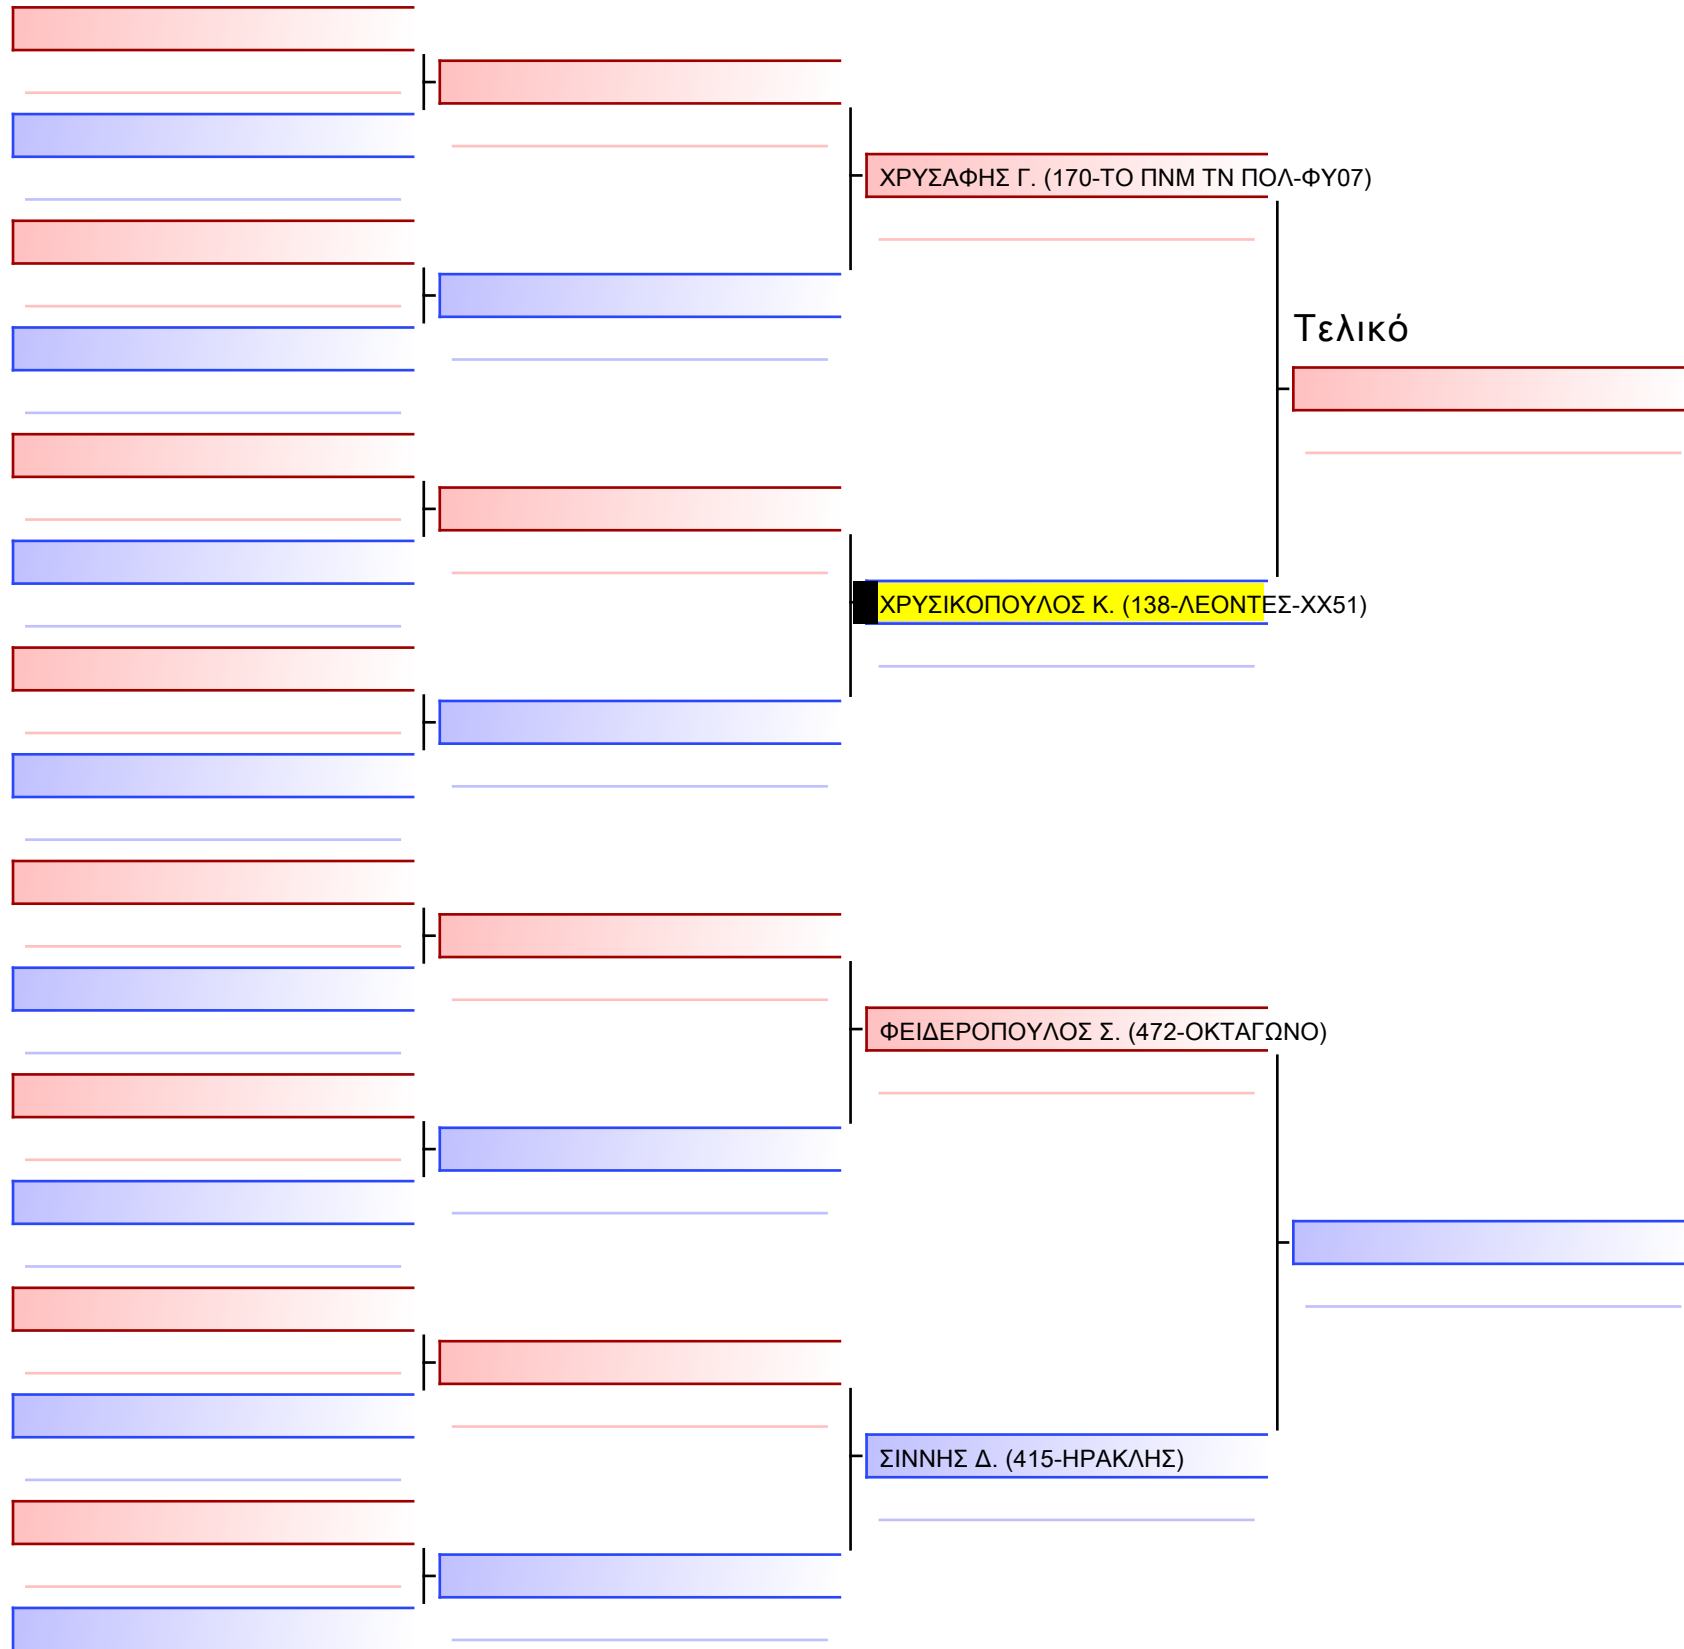 ΧΡΥΣΑΦΗΣ Γ. (170-ΤΟ ΠΝΜ ΤΝ ΠΟΛ-ΦΥ07)
Τελικό
ΧΡΥΣΙΚΟΠΟΥΛΟΣ Κ. (138-ΛΕΟΝΤΕΣ-ΧΧ51)
ΦΕΙΔΕΡΟΠΟΥΛΟΣ Σ. (472-ΟΚΤΑΓΩΝΟ)
ΣΙΝΝΗΣ Δ. (415-ΗΡΑΚΛΗΣ)